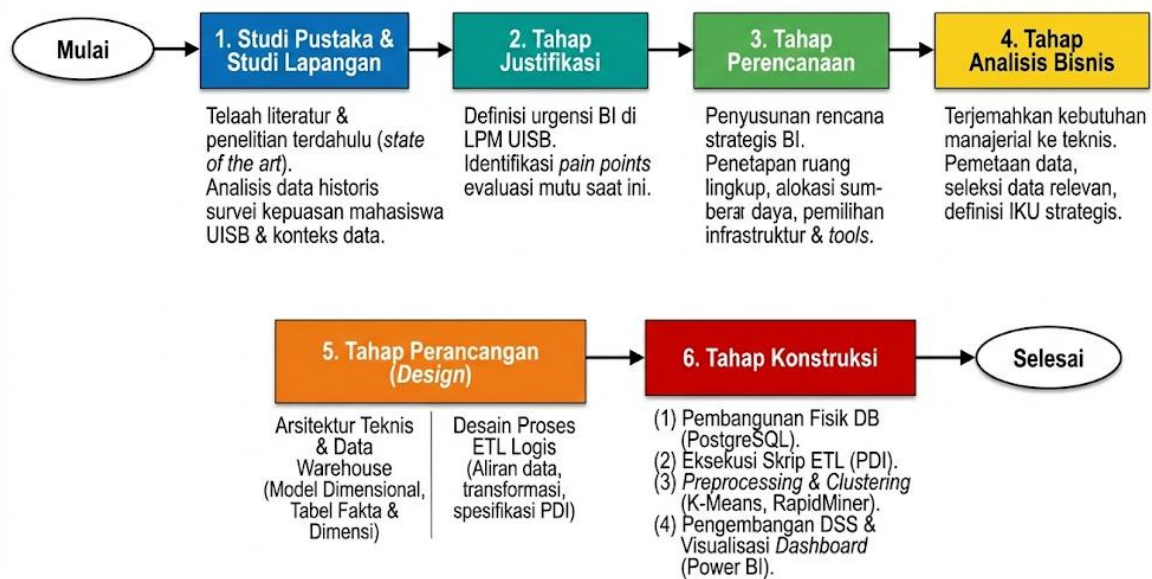 Mulai
1. Studi Pustaka &
Studi Lapangan
2. Tahap
Justifikasi
3. Tahap
Perencanaan
4. Tahap
Analisis Bisnis
Telaah literatur &
penelitian terdahulu (state
of the art).
Analisis data historis
survei kepuasan mahasiswa
UISB & konteks data.
Definisi urgensi BI di
LPM UISB.
Identifikasi pain points
evaluasi mutu saat ini.
Penyusunan rencana
strategis BI.
Penetapan ruang
lingkup, alokasi sum-
berar daya, pemilihan
infrastruktur & tools.
Terjemahkan kebutuhan
manajerial ke teknis.
Pemetaan data,
seleksi data relevan,
definisi IKU strategis.
5. Tahap Perancangan
(Design)
6. Tahap Konstruksi
Selesai
Arsitektur Teknis
& Data
Warehouse
(Model Dimensional,
Tabel Fakta &
Dimensi)
Desain Proses
ETL Logis
(Aliran data,
transformasi,
spesifikasi PDI)
(1) Pembangunan Fisik DB
(PostgreSQL).
(2) Eksekusi Skrip ETL (PDI).
(3) Preprocessing & Clustering
(K-Means, RapidMiner).
(4) Pengembangan DSS &
Visualisasi Dashboard
(Power BI).